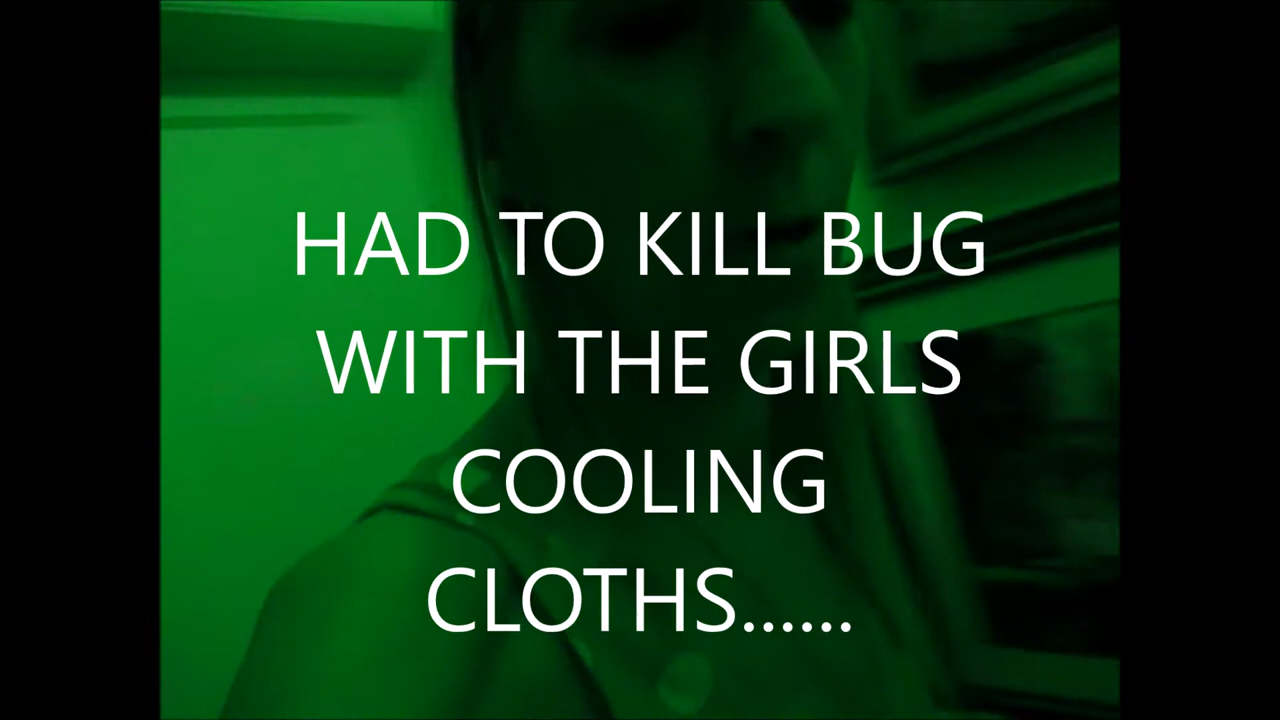 HAD TO KILL BUG
WITH THE GIRLS
COOLING
CLOTHS......